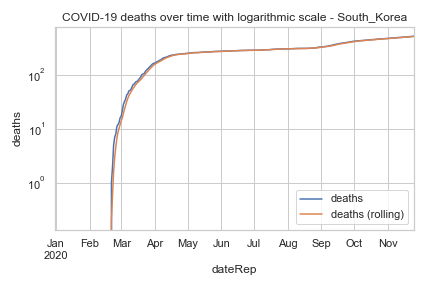 COVID-19 deaths over time with logarithmic scale - South_Korea
deaths
10²
10¹
10⁰
deaths
deaths (rolling)
Jan Feb Mar Apr May Jun Jul Aug Sep Oct Nov
2020
dateRep